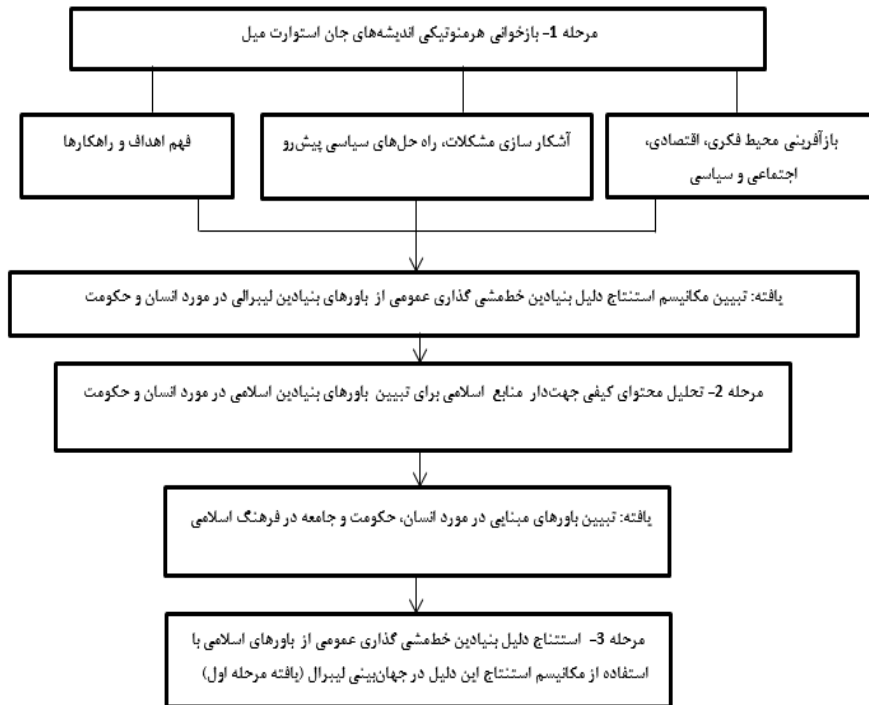 مرحله 1- بازخوانی هرمنوتیکی اندیشه‌های جان استوارت میل
بازآفرینی محیط فکری، اقتصادی،
اجتماعی و سیاسی
آشکار سازی مشکلات، راه حل‌های سیاسی پیش‌رو
فهم اهداف و راهکارها
یافته: تبیین مکانیسم استنتاج دلیل بنیادین خط‌مشی گذاری عمومی از باورهای بنیادین لیبرالی در مورد انسان و حکومت
مرحله 2- تحلیل محتوای کیفی جهت‌دار منابع اسلامی برای تبیین باورهای بنیادین اسلامی در مورد انسان و حکومت
یافته: تبیین باورهای مبنایی در مورد انسان، حکومت و جامعه در فرهنگ اسلامی
مرحله 3- استنتاج دلیل بنیادین خط‌مشی گذاری عمومی از باورهای اسلامی با
استفاده از مکانیسم استنتاج این دلیل در جهان‌بینی لیبرال (یافته مرحله اول)